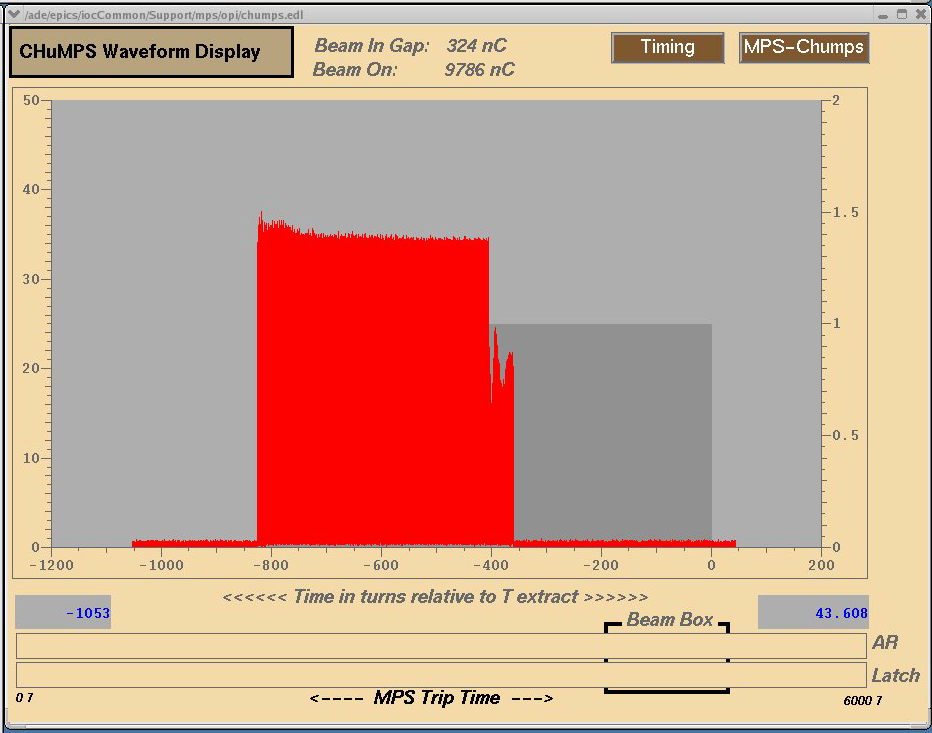 /ade/epics/iocCommon/Support/mps/opi/chumps.edl
CHuMPS Waveform Display
Beam In Gap: 324 nC
Beam On: 9786 nC
Timing
MPS-Chumps
50
40
30
20
10
0
2
1.5
1
0.5
0
-1200 -1000 -800 -600 -400 -200 0 200
<<<<<< Time in turns relative to T extract >>>>>>
-1053
43.608
Beam Box
AR
Latch
0 7
<---- MPS Trip Time --->
6000 7